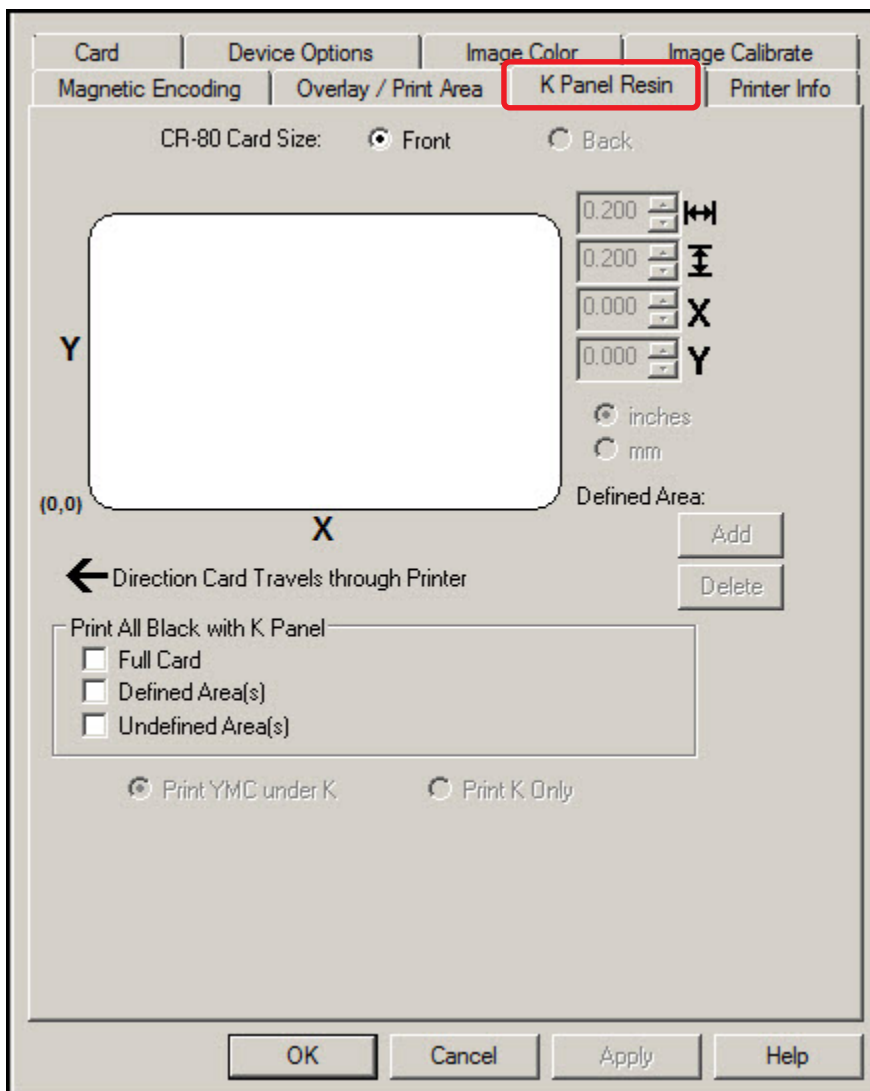 Card Device Options Image Color Image Calibrate
Magnetic Encoding Overlay / Print Area K Panel Resin Printer Info
CR-80 Card Size: Front Back
0.200
0.200
0.000 X
0.000 Y
Y
inches
mm
(0,0)
X
Defined Area:
Add
Direction Card Travels through Printer
Delete
Print All Black with K Panel
Full Card
Defined Area(s)
Undefined Area(s)
Print YMC under K Print K Only
OK Cancel Apply Help